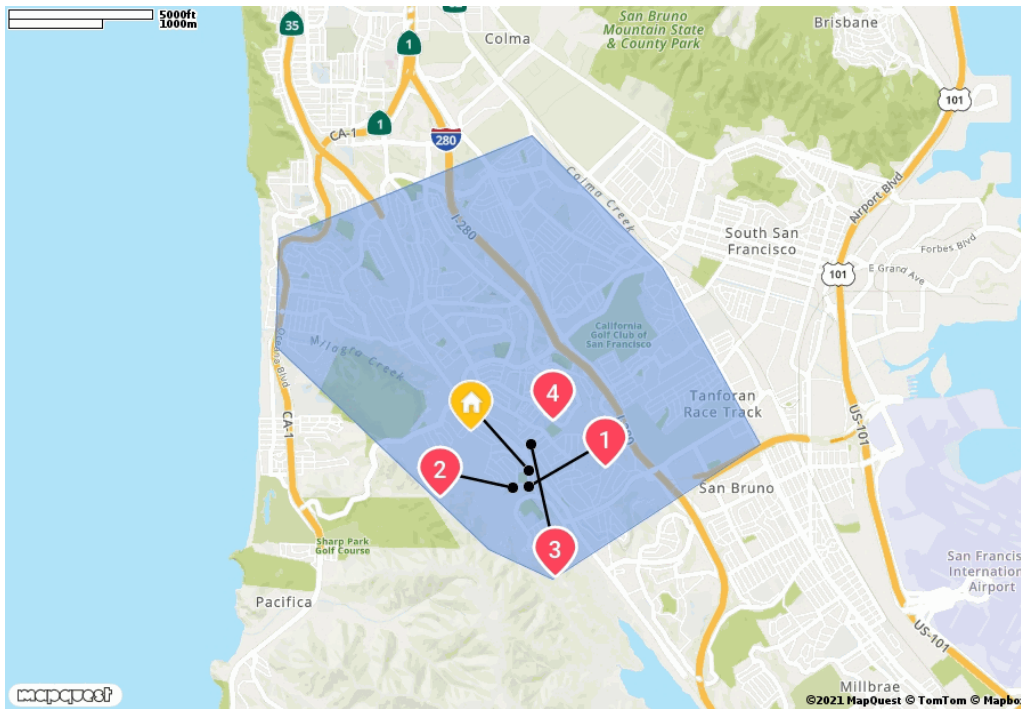 5000ft
1000m
35
1
Colma
San Bruno
Mountain State
& County Park
Brisbane
101
CA-1
1
280
Colma Creek
Airport Blvd
I-280
South San
Francisco
Forbes Blvd
E Grand Ave
101
California
Golf Club of
San Francisco
Milagra Creek
CA-1
4
Tanforan
Race Track
I-280
1
US-101
2
San Bruno
3
Sharp Park
Golf Course
San Francis
Internation
Airport
Pacifica
US-101
Millbrae
mapquest
©2021 MapQuest © TomTom © Mapbo